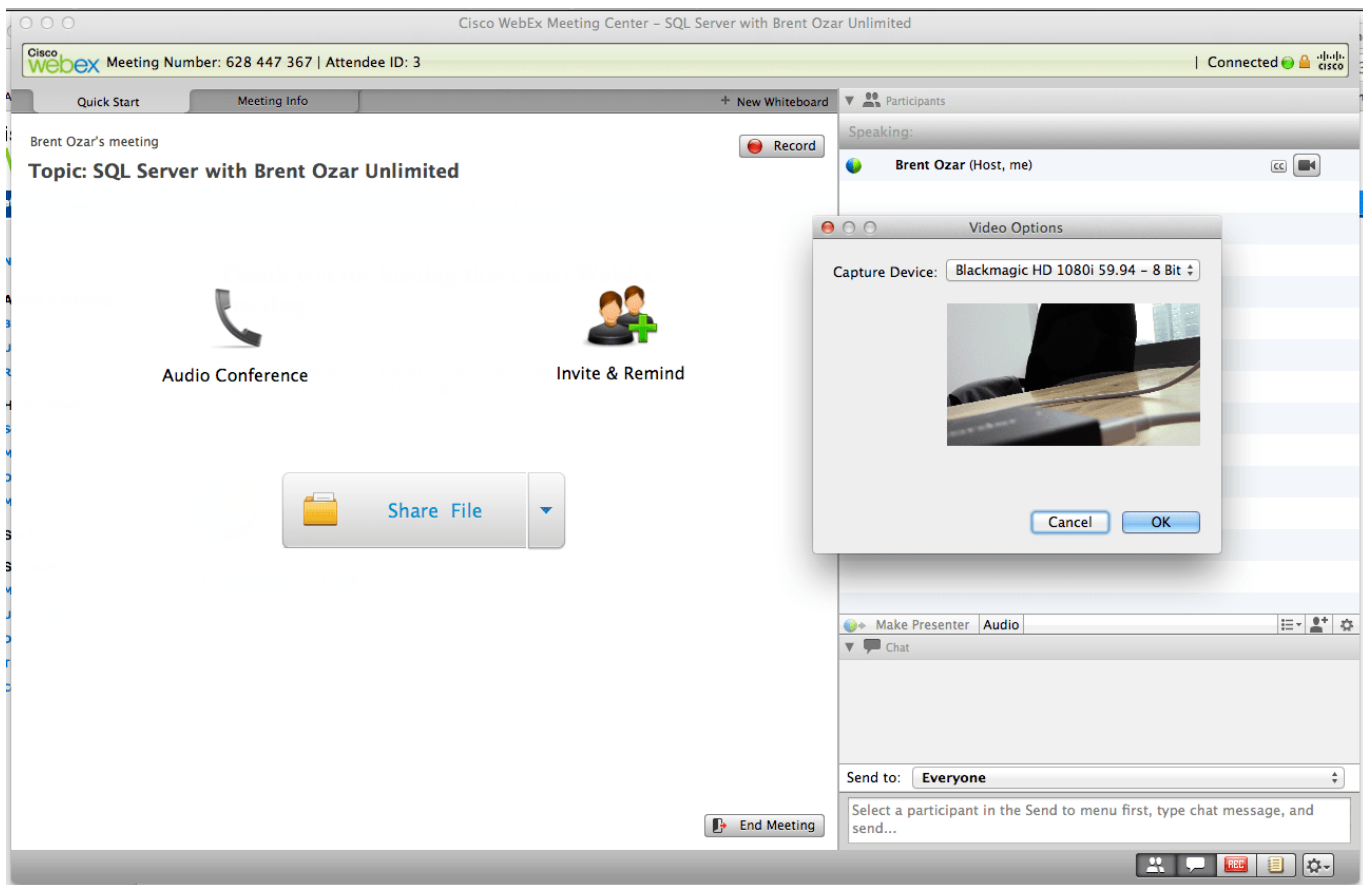 Cisco WebEx Meeting Center – SQL Server with Brent Ozar Unlimited
Cisco webex Meeting Number: 628 447 367 | Attendee ID: 3
| Connected
cisco
Quick Start
Meeting Info
+ New Whiteboard
Participants
Speaking:
Brent Ozar's meeting
Record
Topic: SQL Server with Brent Ozar Unlimited
Brent Ozar (Host, me)
CC
Video Options
Capture Device: Blackmagic HD 1080i 59.94 – 8 Bit
Audio Conference
Invite & Remind
Share File
Cancel
OK
Make Presenter
Audio
Chat
Send to: Everyone
Select a participant in the Send to menu first, type chat message, and
send...
End Meeting
REC